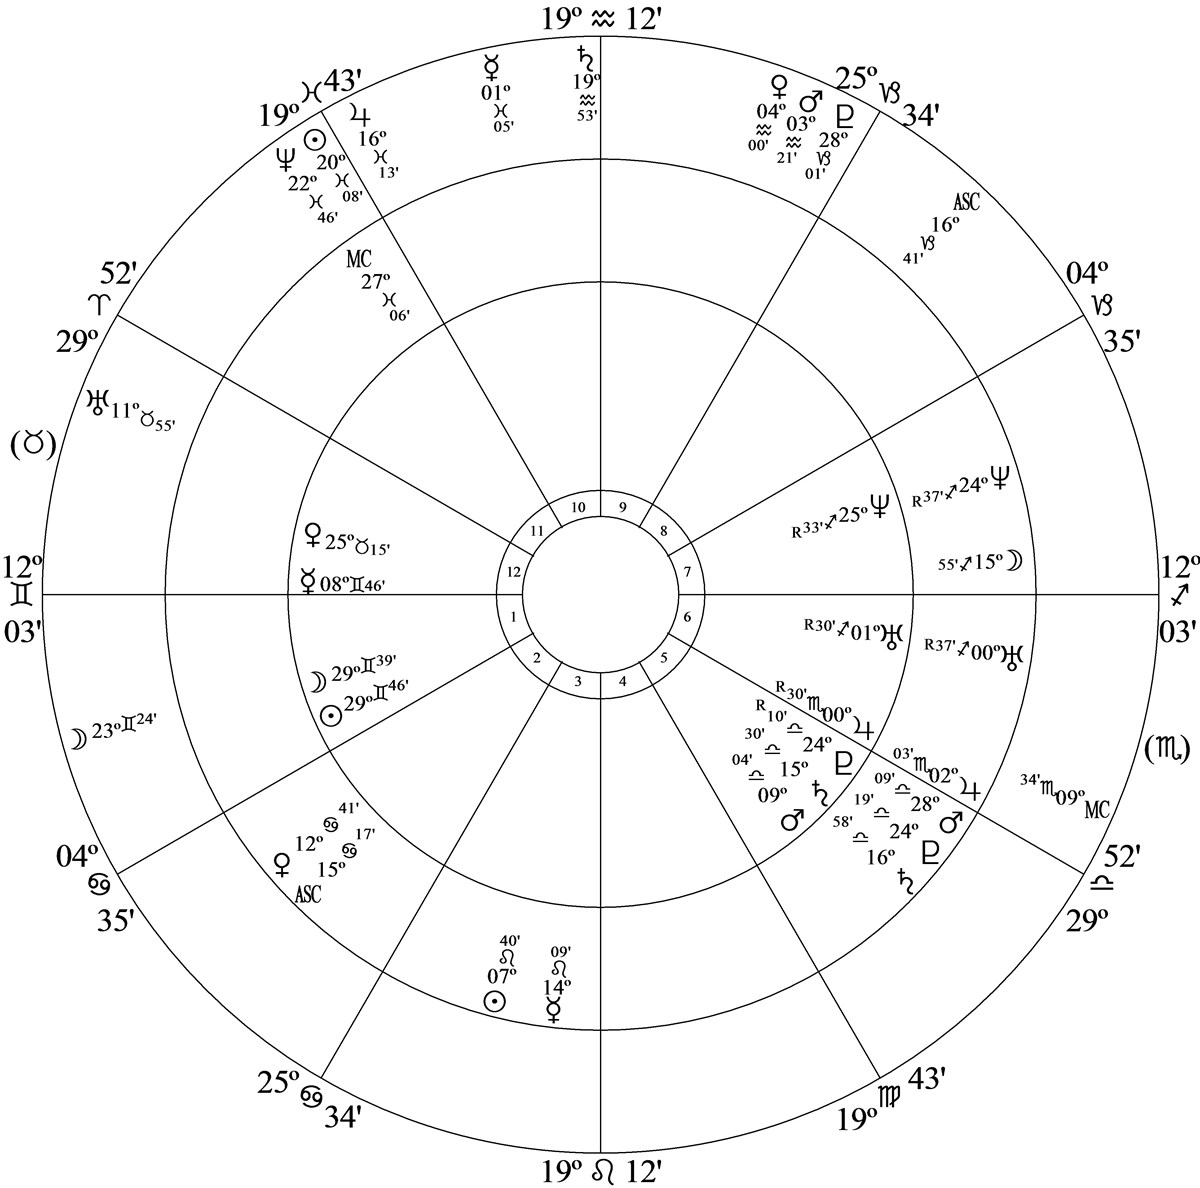 19º ♒ 12'
25º ♑ 34'
04º ♑ 35'
12º ♐ 03'
(♏)
52' ♎ 29º
43' ♍ 19º
19º ♌ 12'
25º ♋ 34'
04º ♋ 35'
12º ♊ 03'
(♉)
52' ♈ 29º
19º ♓ 43'
♄ 19º ♒ 53'
☿ 01º ♓ 05'
♃ 16º ♓ 13'
☉ 20º ♓ 08'
♆ 22º ♓ 46'
♅ 11º ♉ 55'
☽ 23º ♊ 24'
♀ 04º ♒ 00'
♂ 03º ♒ 21'
♇ 28º ♑ 01'
ASC 16º ♑ 41'
34' ♏ 09º MC
R 37' ♐ 24º ♆
55' ♐ 15º ☽
R 37' ♐ 00º ♅
03' ♏ 02º ♃
09' ♎ 28º ♂
19' ♎ 24º ♇
58' ♎ 16º ♄
09' ♌ 14º ☿
40' ♌ 07º ☉
♀ 12º ♋ 41'
ASC 15º ♋ 17'
MC 27º ♓ 06'
♀ 25º ♉ 15'
☿ 08º ♊ 46'
☽ 29º ♊ 39'
☉ 29º ♊ 46'
R 33' ♐ 25º ♆
R 30' ♐ 01º ♅
R 30' ♏ 00º ♃
R 10' ♎ 24º ♇
30' ♎ 15º ♄
04' ♎ 09º ♂
1
2
3
4
5
6
7
8
9
10
11
12